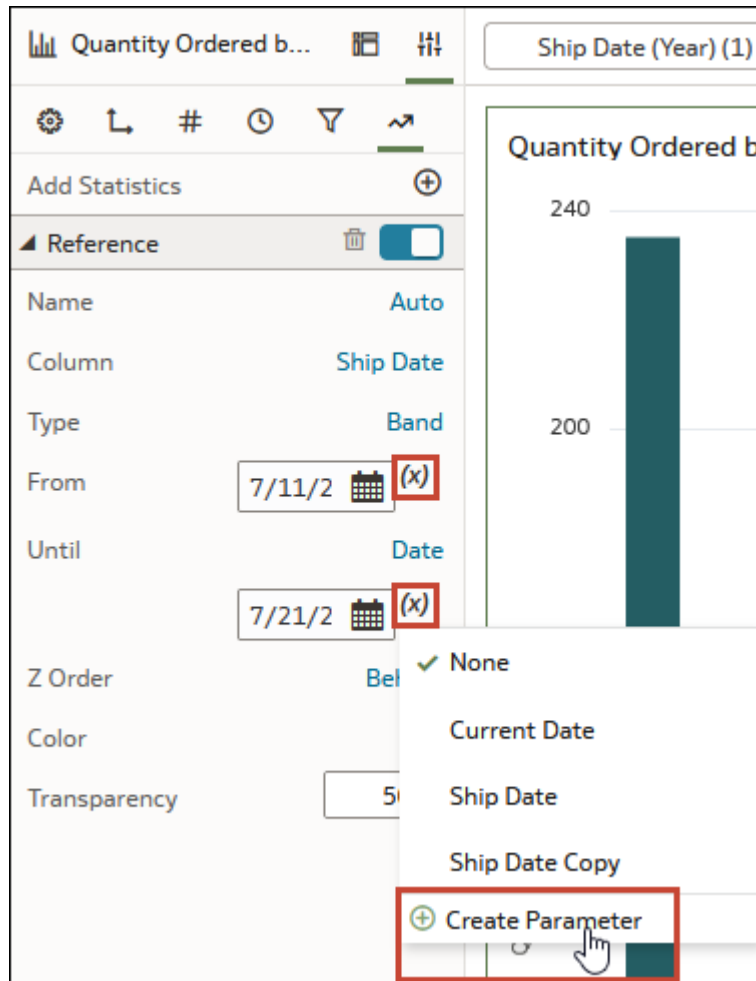 Quantity Ordered b...
Ship Date (Year) (1)
#
Add Statistics
Reference
Name Auto
Column Ship Date
Type Band
From 7/11/2 (x)
Until Date
7/21/2 (x)
Z Order
Color
Transparency
None
Current Date
Ship Date
Ship Date Copy
Create Parameter
Quantity Ordered b
240
200